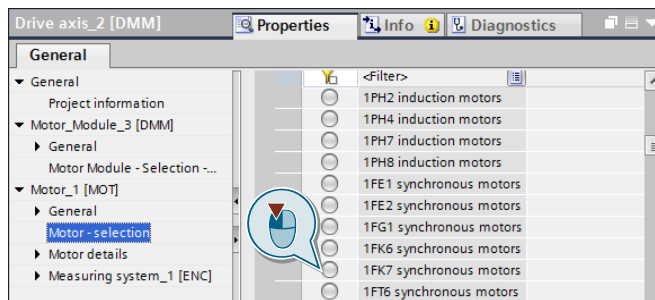 Drive axis_2 [DMM]
Properties
Info
Diagnostics
General
General
Project information
Motor_Module_3 [DMM]
General
Motor Module - Selection -...
Motor_1 [MOT]
General
Motor - selection
Motor details
Measuring system_1 [ENC]
<Filter>
1PH2 induction motors
1PH4 induction motors
1PH7 induction motors
1PH8 induction motors
1FE1 synchronous motors
1FE2 synchronous motors
1FG1 synchronous motors
1FK6 synchronous motors
1FK7 synchronous motors
1FT6 synchronous motors